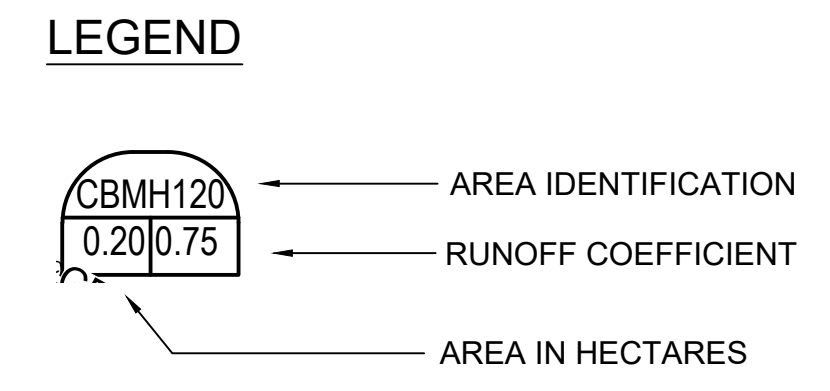 LEGEND
CBMH120
AREA IDENTIFICATION
0.20 0.75
RUNOFF COEFFICIENT
AREA IN HECTARES